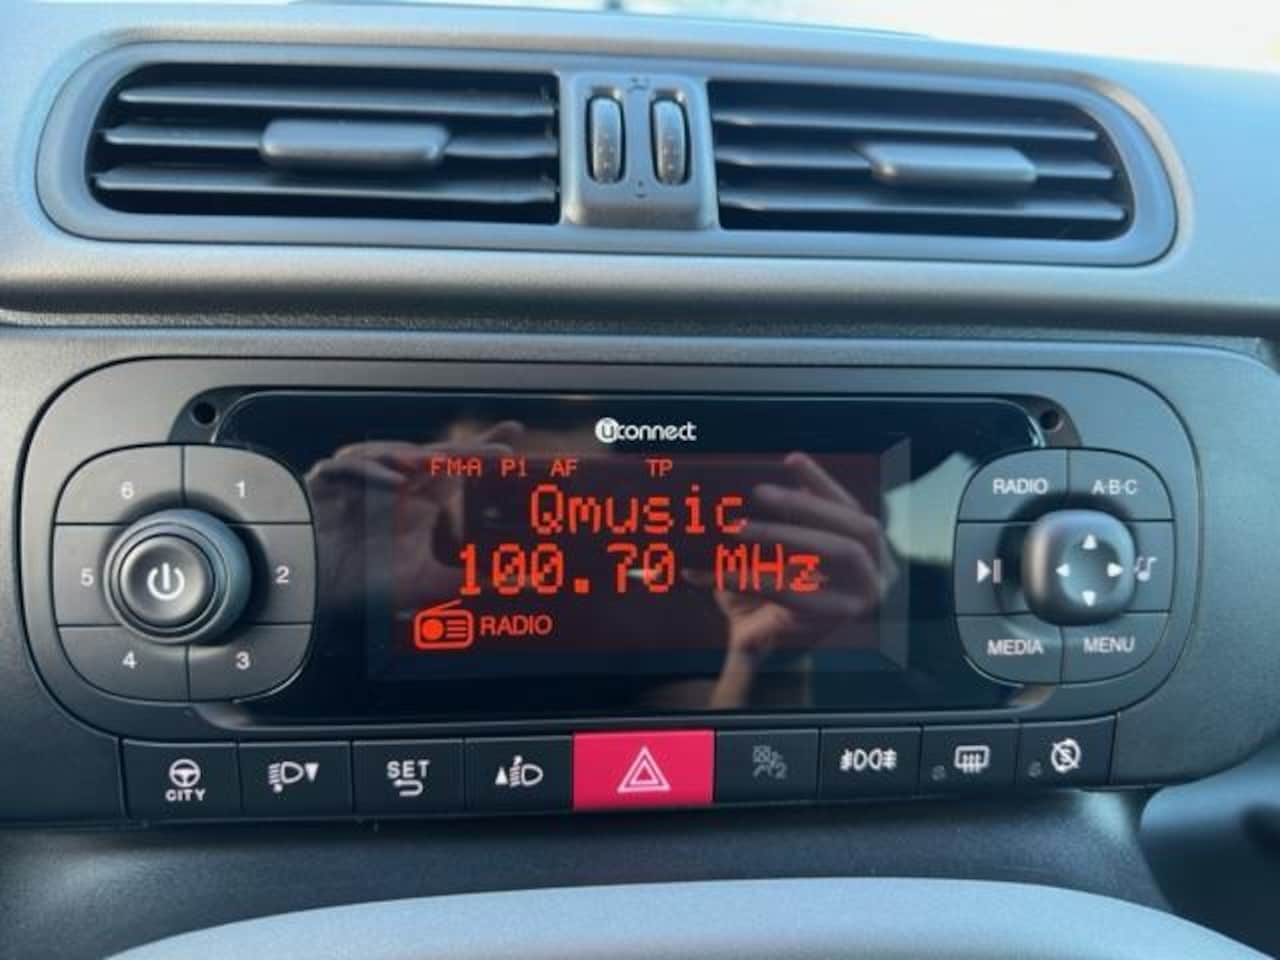 uconnect
FM-A P1 AF TP
Qmusic
100.70 MHz
RADIO
6 1
5 2
4 3
RADIO A·B·C
MEDIA MENU
CITY
SET
2